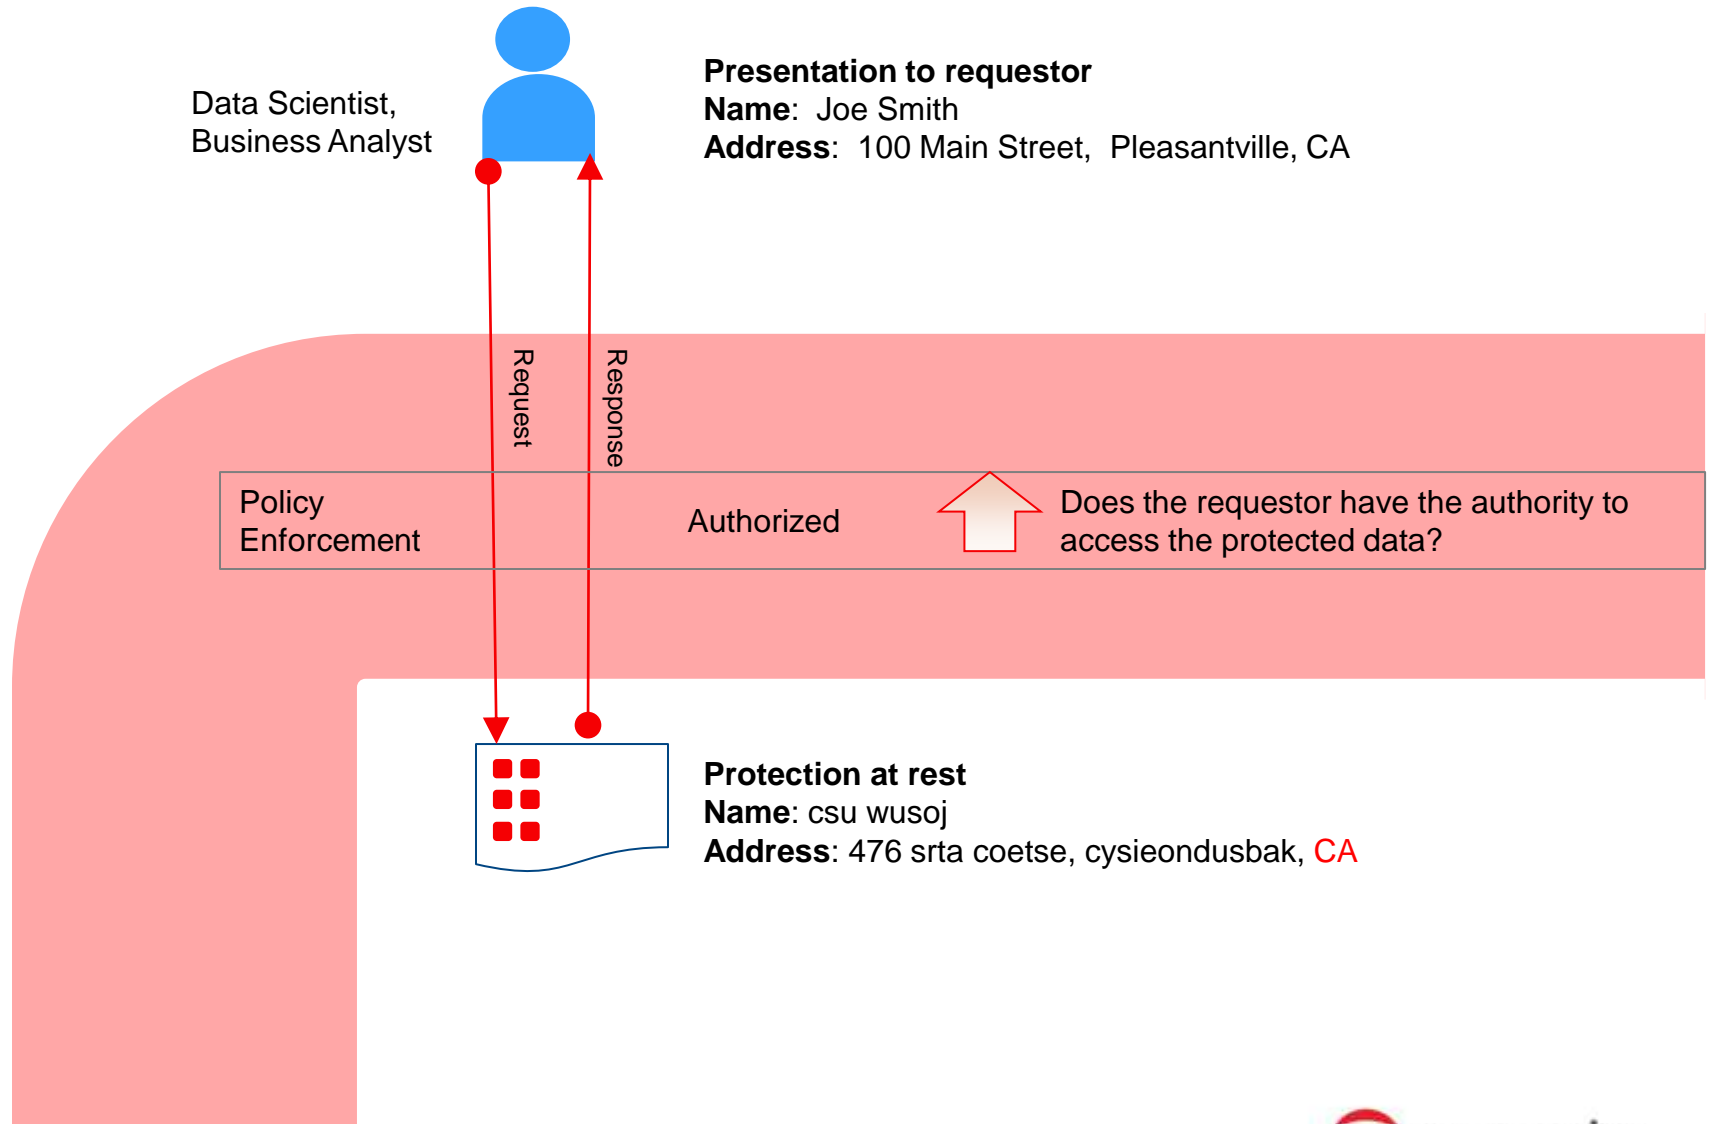 Data Scientist,
Business Analyst
Presentation to requestor
Name: Joe Smith
Address: 100 Main Street, Pleasantville, CA
Request
Response
Policy
Enforcement
Authorized
Does the requestor have the authority to
access the protected data?
Protection at rest
Name: csu wusoj
Address: 476 srta coetse, cysieondusbak, CA